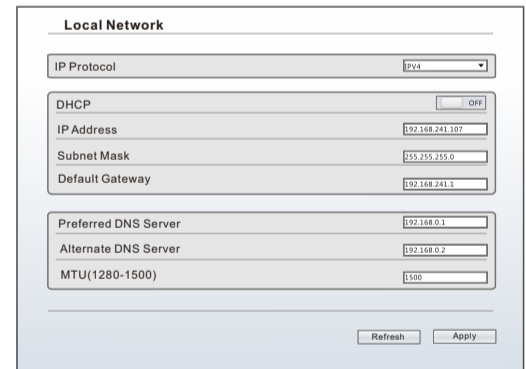 Local Network
IP Protocol IPV4
DHCP OFF
IP Address 192.168.241.107
Subnet Mask 255.255.255.0
Default Gateway 192.168.241.1
Preferred DNS Server 192.168.0.1
Alternate DNS Server 192.168.0.2
MTU(1280-1500) 1500
Refresh Apply